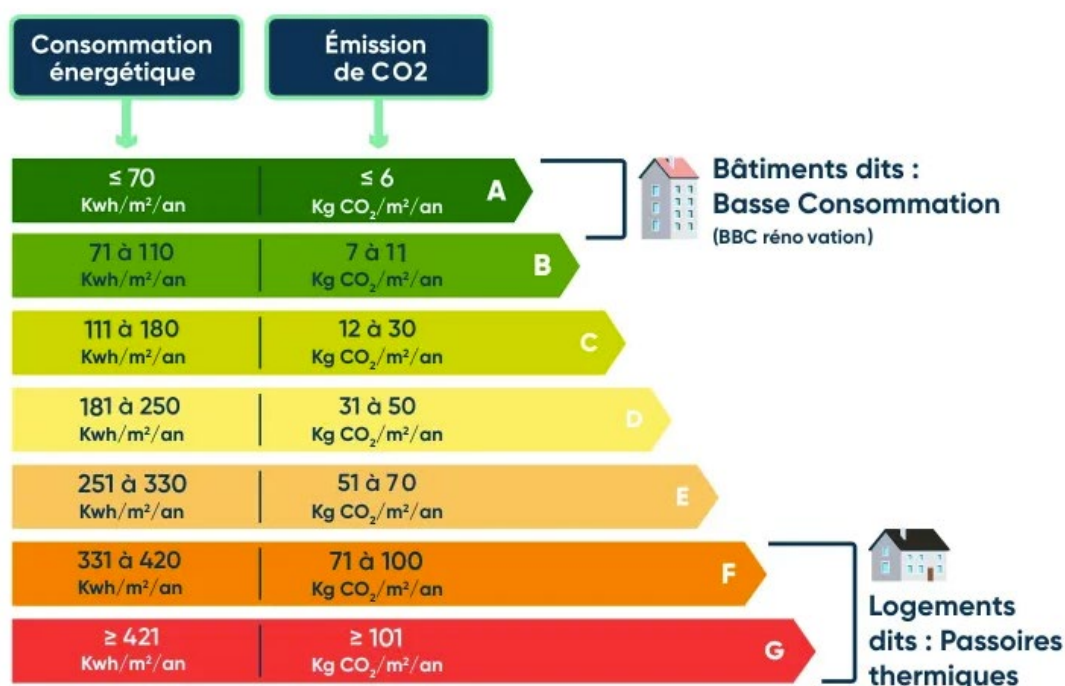 Consommation
énergétique
Émission
de CO2
≤ 70
Kwh/m²/an
≤ 6
Kg CO₂/m²/an
A
Bâtiments dits :
Basse Consommation
(BBC réno vation)
71 à 110
Kwh/m²/an
7 à 11
Kg CO₂/m²/an
B
111 à 180
Kwh/m²/an
12 à 30
Kg CO₂/m²/an
C
181 à 250
Kwh/m²/an
31 à 50
Kg CO₂/m²/an
D
251 à 330
Kwh/m²/an
51 à 70
Kg CO₂/m²/an
E
331 à 420
Kwh/m²/an
71 à 100
Kg CO₂/m²/an
F
≥ 421
Kwh/m²/an
≥ 101
Kg CO₂/m²/an
G
Logements
dits : Passoires
thermiques